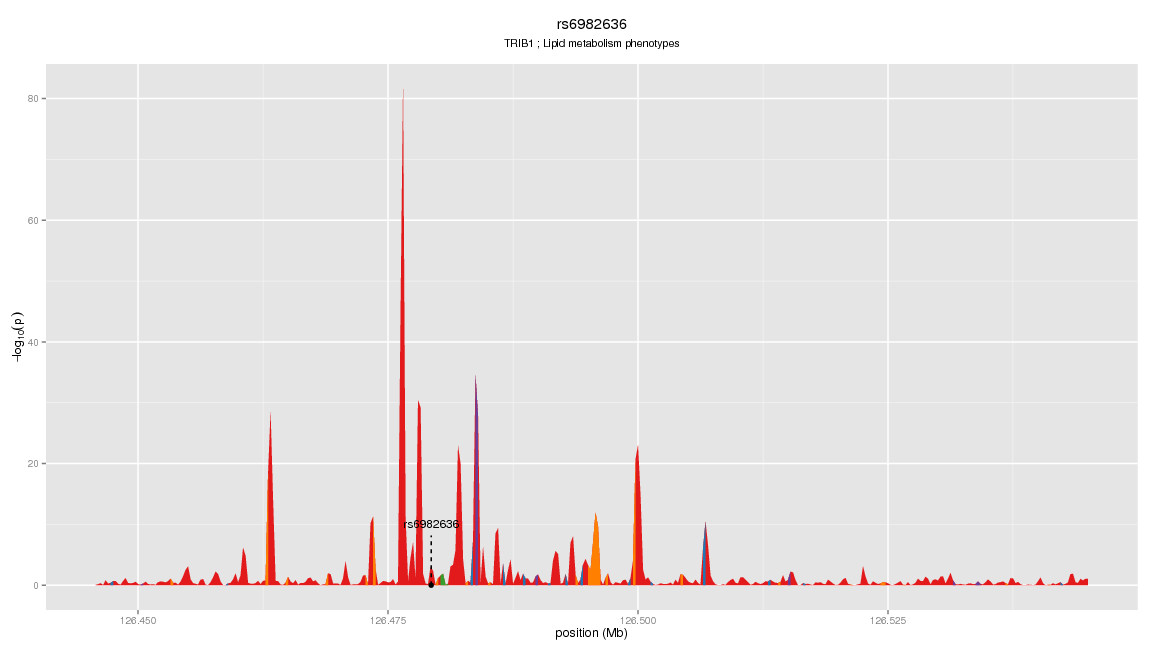 rs6982636
TRIB1 ; Lipid metabolism phenotypes
80
60
40
20
0
−log10(p)
rs6982636
126.450
126.475
126.500
126.525
position (Mb)